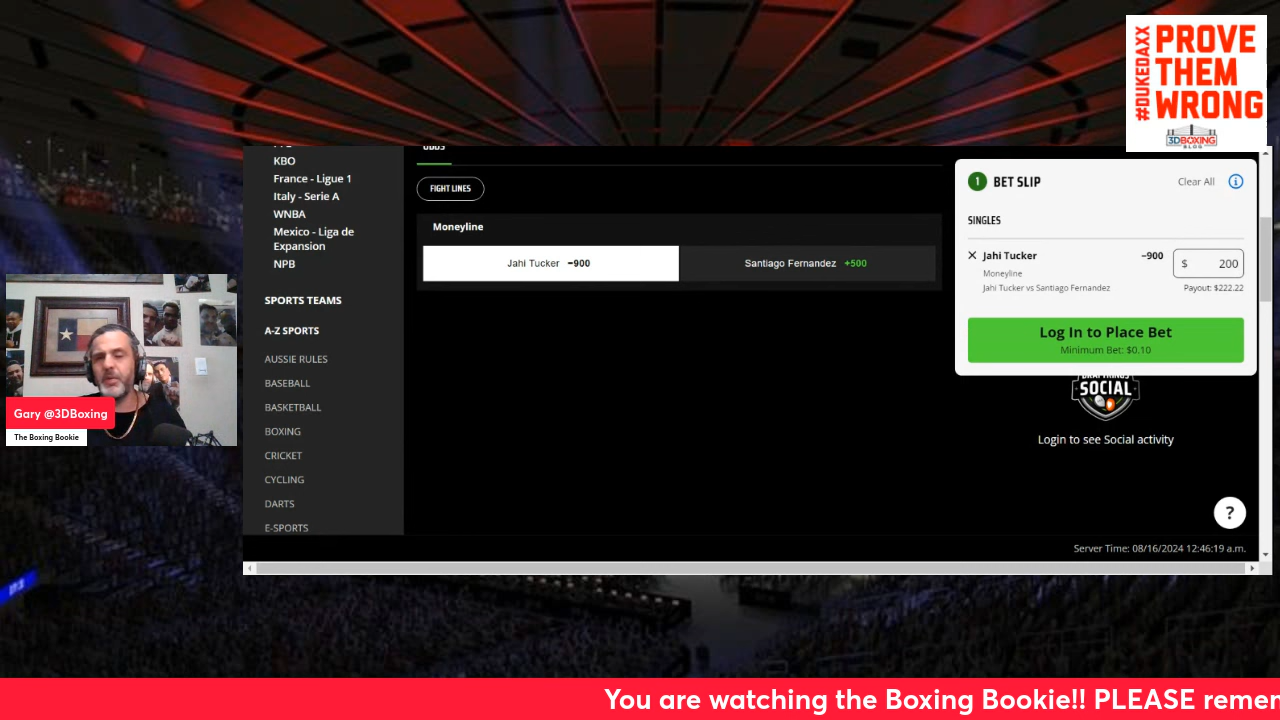 #DUKEDAXX
PROVE
THEM
WRONG
3DBOXING
BLOG
KBO
France - Ligue 1
Italy - Serie A
WNBA
Mexico - Liga de
Expansion
NPB
SPORTS TEAMS
A-Z SPORTS
AUSSIE RULES
BASEBALL
BASKETBALL
BOXING
CRICKET
CYCLING
DARTS
E-SPORTS
ODDS
FIGHT LINES
Moneyline
Jahi Tucker −900
Santiago Fernandez +500
1 BET SLIP
Clear All
SINGLES
Jahi Tucker −900
$ 200
Moneyline
Jahi Tucker vs Santiago Fernandez
Payout: $222.22
Log In to Place Bet
Minimum Bet: $0.10
DRAFTKINGS
SOCIAL
Login to see Social activity
?
Server Time: 08/16/2024 12:46:19 a.m.
Gary @3DBoxing
The Boxing Bookie
You are watching the Boxing Bookie!! PLEASE remem